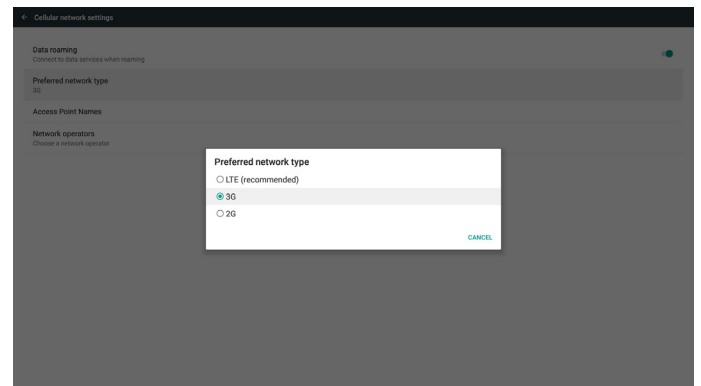 Cellular network settings
Data roaming
Connect to data services when roaming
Preferred network type
3G
Access Point Names
Network operators
Choose a network operator
Preferred network type
LTE (recommended)
3G
2G
CANCEL